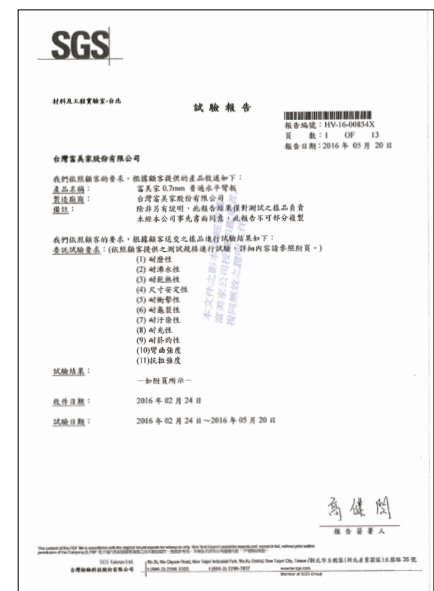 SGS
材料及工程實驗室-台北
試驗報告
報告編號：HV-16-00854X
頁 數：1 OF 13
報告日期：2016 年 05 月 20 日
台灣富美家股份有限公司
我們依照顧客的要求，根據顧客提供的產品敘述如下：
產品名稱： 富美家 0.7mm 普通水平彎板
製造廠商： 台灣富美家股份有限公司
備註： 除非另有說明，此報告結果僅對測試之樣品負責
未經本公司事先書面同意，此報告不可部分複製
我們依照顧客的要求，根據顧客送交之樣品進行試驗結果如下：
委託試驗要求：(依照顧客提供之測試規格進行試驗，詳細內容請參照附頁。)
(1) 耐磨性
(2) 耐沸水性
(3) 耐乾熱性
(4) 尺寸安定性
(5) 耐衝擊性
(6) 耐龜裂性
(7) 耐汙染性
(8) 耐光性
(9) 耐菸灼性
(10)彎曲強度
(11)抗拉強度
試驗結果：
—如附頁所示—
收件日期： 2016 年 02 月 24 日
試驗日期： 2016 年 02 月 24 日～2016 年 05 月 20 日
報告簽署人
SGS Taiwan Ltd.
台灣檢驗科技股份有限公司
t (886-2) 2299-3939
www.tw.sgs.com
Member of SGS Group